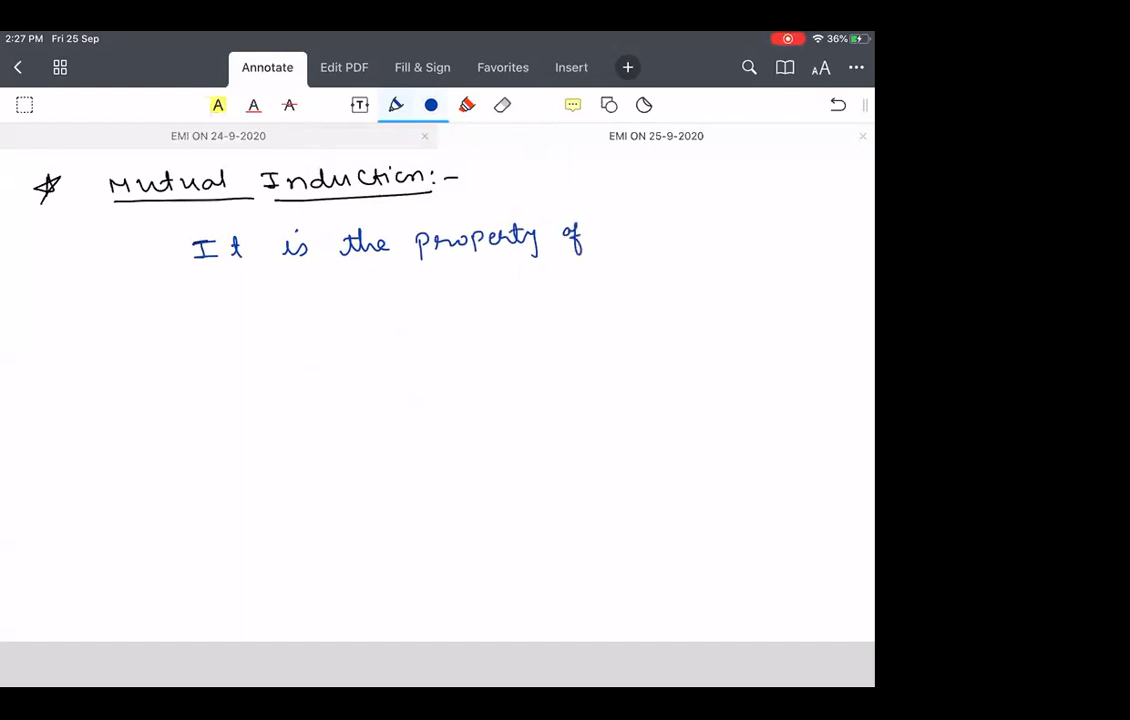 2:27 PM Fri 25 Sep 36%
Annotate Edit PDF Fill & Sign Favorites Insert
EMI ON 24-9-2020 EMI ON 25-9-2020
Mutual Induction:-
It is the property of